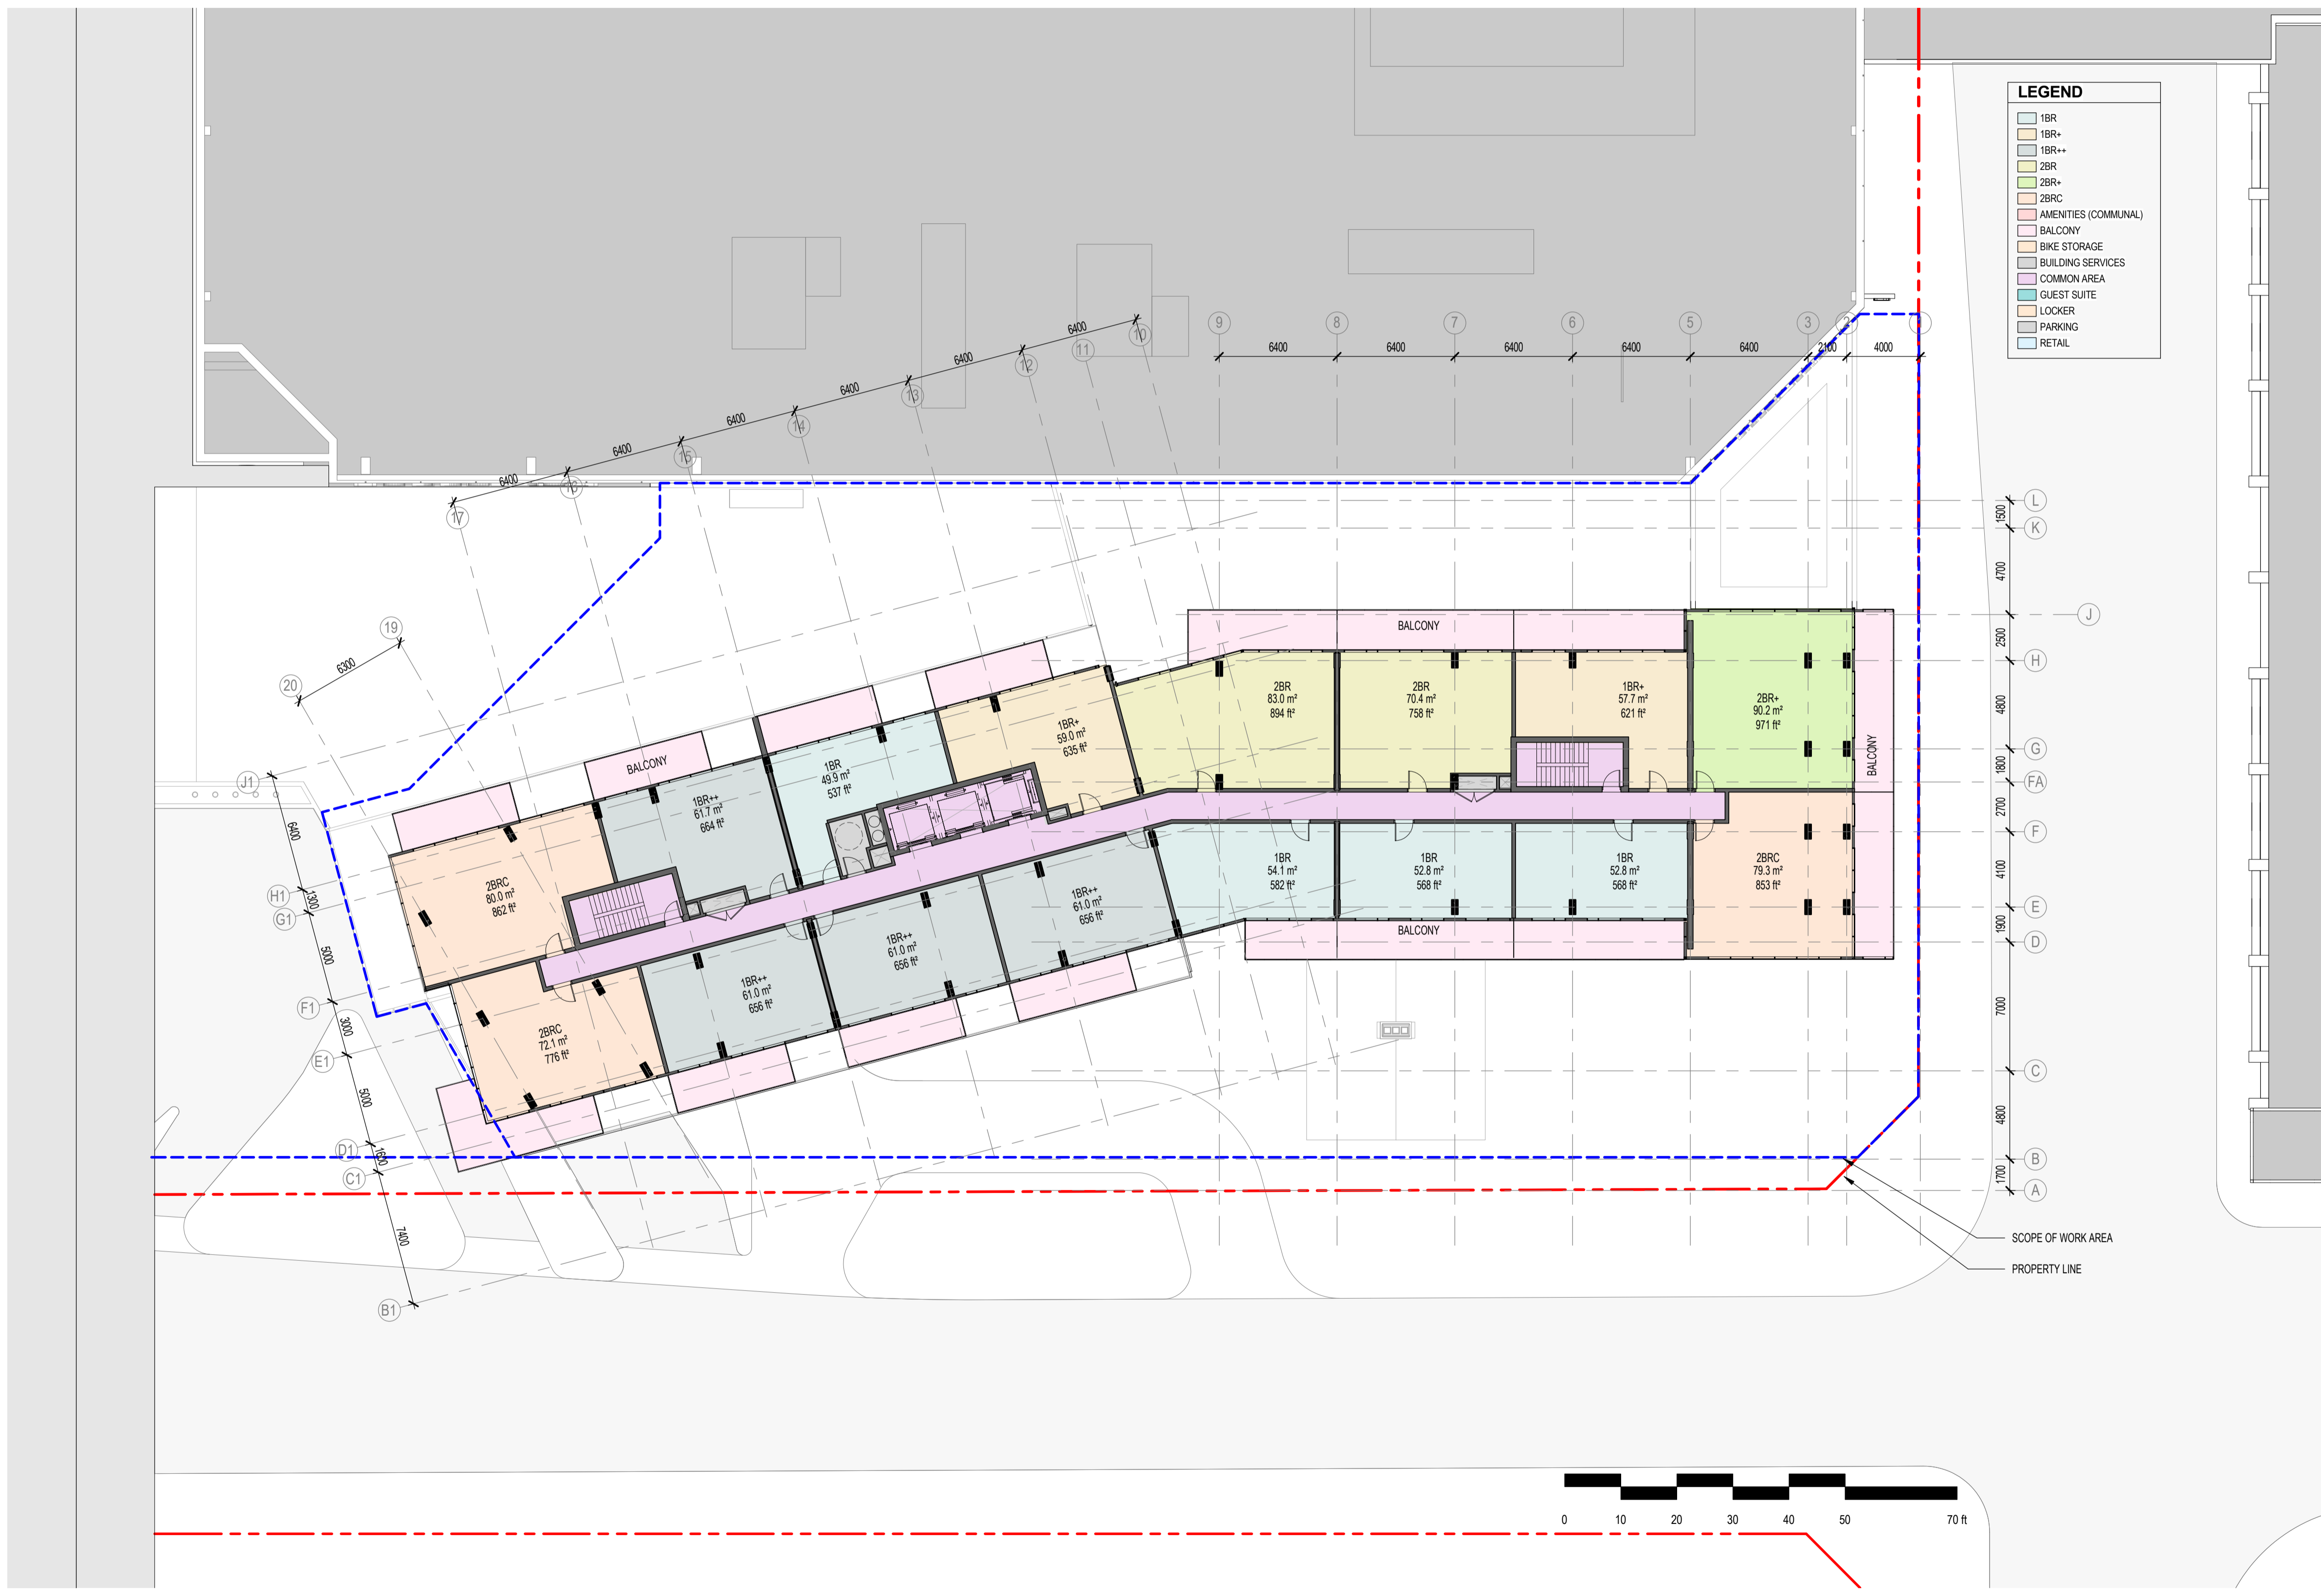 LEGEND
1BR
1BR+
1BR++
2BR
2BR+
2BRC
AMENITIES (COMMUNAL)
BALCONY
BIKE STORAGE
BUILDING SERVICES
COMMON AREA
GUEST SUITE
LOCKER
PARKING
RETAIL
9
8
7
6
5
3
2
6400
6400
6400
6400
6400
2100
4000
10
11
12
13
14
15
16
17
6400
6400
6400
6400
6400
6400
19
20
6300
L
K
J
H
G
FA
F
E
D
C
B
A
1500
4700
2500
4800
1800
2700
4100
1900
7000
4800
1700
J1
H1
G1
F1
E1
D1
C1
B1
6400
1300
5000
3000
5000
1600
7400
BALCONY
2BR
83.0 m²
894 ft²
2BR
70.4 m²
758 ft²
1BR+
57.7 m²
621 ft²
2BR+
90.2 m²
971 ft²
BALCONY
1BR+
59.0 m²
635 ft²
1BR
49.9 m²
537 ft²
BALCONY
1BR++
61.7 m²
664 ft²
2BRC
80.0 m²
862 ft²
2BRC
72.1 m²
776 ft²
1BR++
61.0 m²
656 ft²
1BR++
61.0 m²
656 ft²
1BR++
61.0 m²
656 ft²
1BR
54.1 m²
582 ft²
1BR
52.8 m²
568 ft²
1BR
52.8 m²
568 ft²
2BRC
79.3 m²
853 ft²
BALCONY
SCOPE OF WORK AREA
PROPERTY LINE
0 10 20 30 40 50 70 ft